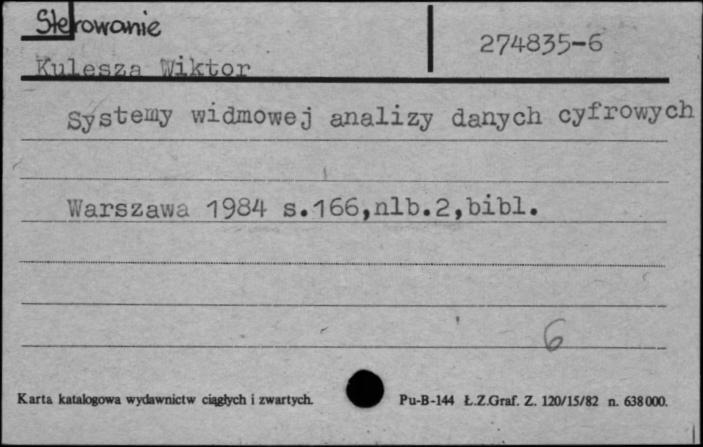 Sterowanie
274835-6
Kulesza Wiktor
Systemy widmowej analizy danych cyfrowych
Warszawa 1984 s.166,nlb.2,bibl.
6
Karta katalogowa wydawnictw ciągłych i zwartych. Pu-B-144 Ł.Z.Graf. Z. 120/15/82 n. 638000.